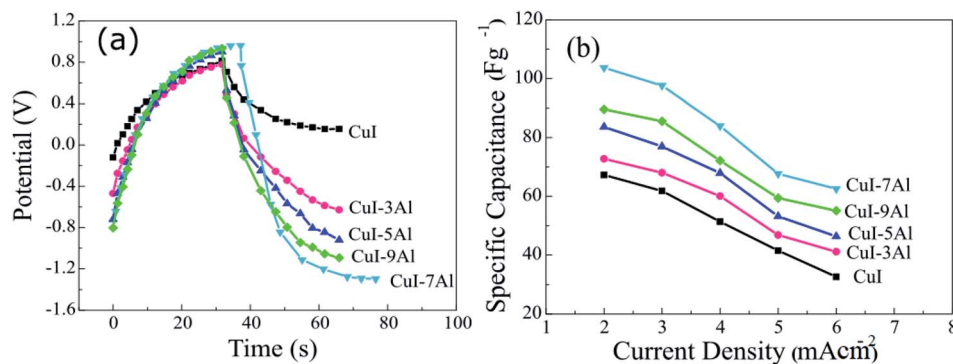 (a)
Potential (V)
1.2
0.8
0.4
0.0
-0.4
-0.8
-1.2
-1.6
CuI
CuI-3Al
CuI-5Al
CuI-9Al
CuI-7Al
0 20 40 60 80 100
Time (s)
(b)
Specific Capacitance (Fg⁻¹)
120
100
80
60
40
20
CuI-7Al
CuI-9Al
CuI-5Al
CuI-3Al
CuI
1 2 3 4 5 6 7 8
Current Density (mAcm⁻²)